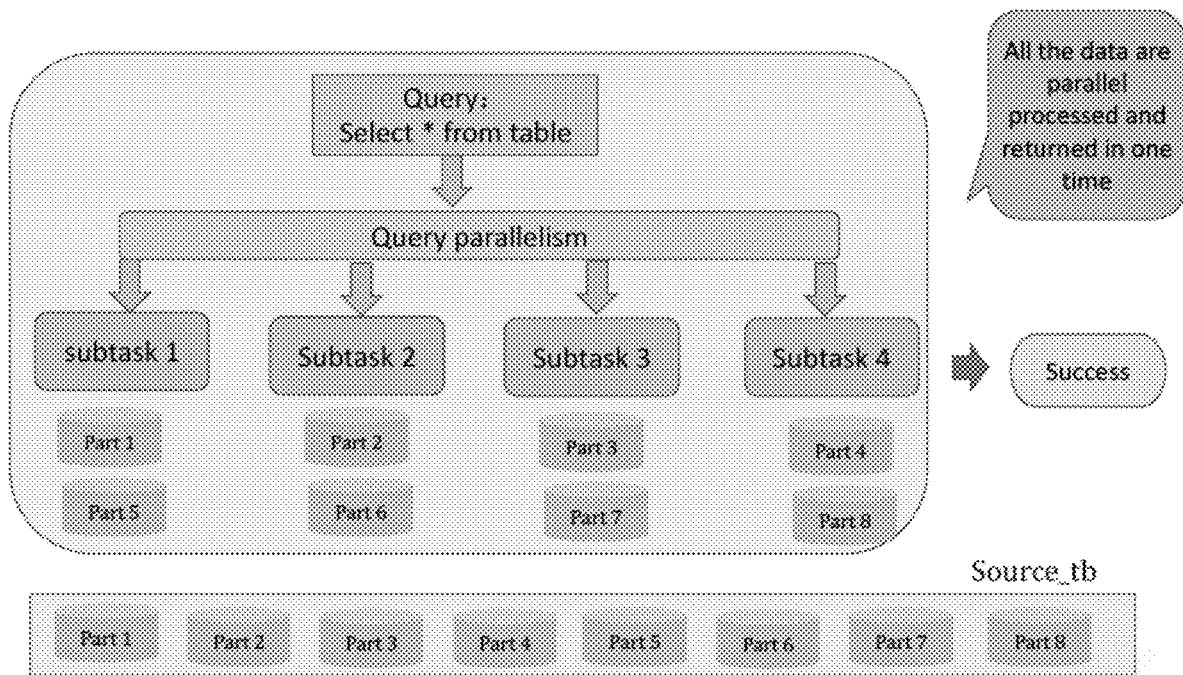 Query:
Select * from table
All the data are
parallel
processed and
returned in one
time
Query parallelism
subtask 1
Subtask 2
Subtask 3
Subtask 4
Success
Part 1
Part 2
Part 3
Part 4
Part 5
Part 6
Part 7
Part 8
Source_tb
Part 1
Part 2
Part 3
Part 4
Part 5
Part 6
Part 7
Part 8